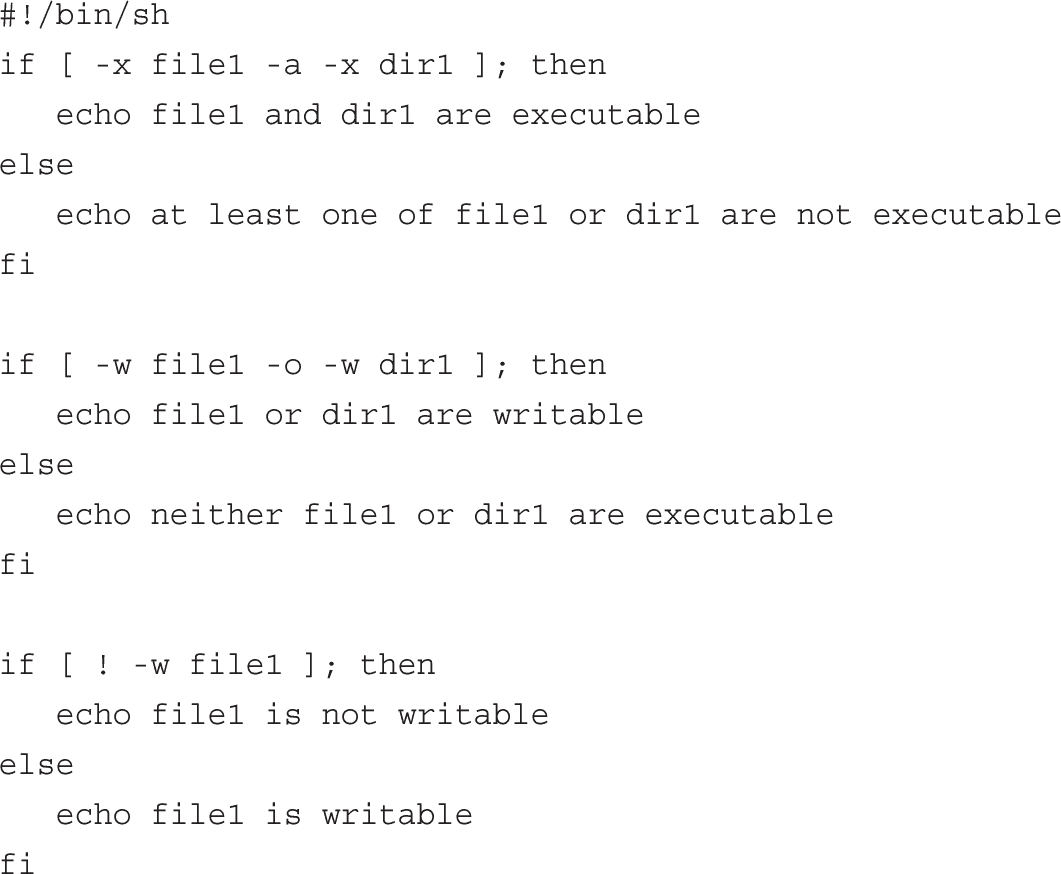 #!/bin/sh
if [ -x file1 -a -x dir1 ]; then
   echo file1 and dir1 are executable
else
   echo at least one of file1 or dir1 are not executable
fi

if [ -w file1 -o -w dir1 ]; then
   echo file1 or dir1 are writable
else
   echo neither file1 or dir1 are executable
fi

if [ ! -w file1 ]; then
   echo file1 is not writable
else
   echo file1 is writable
fi